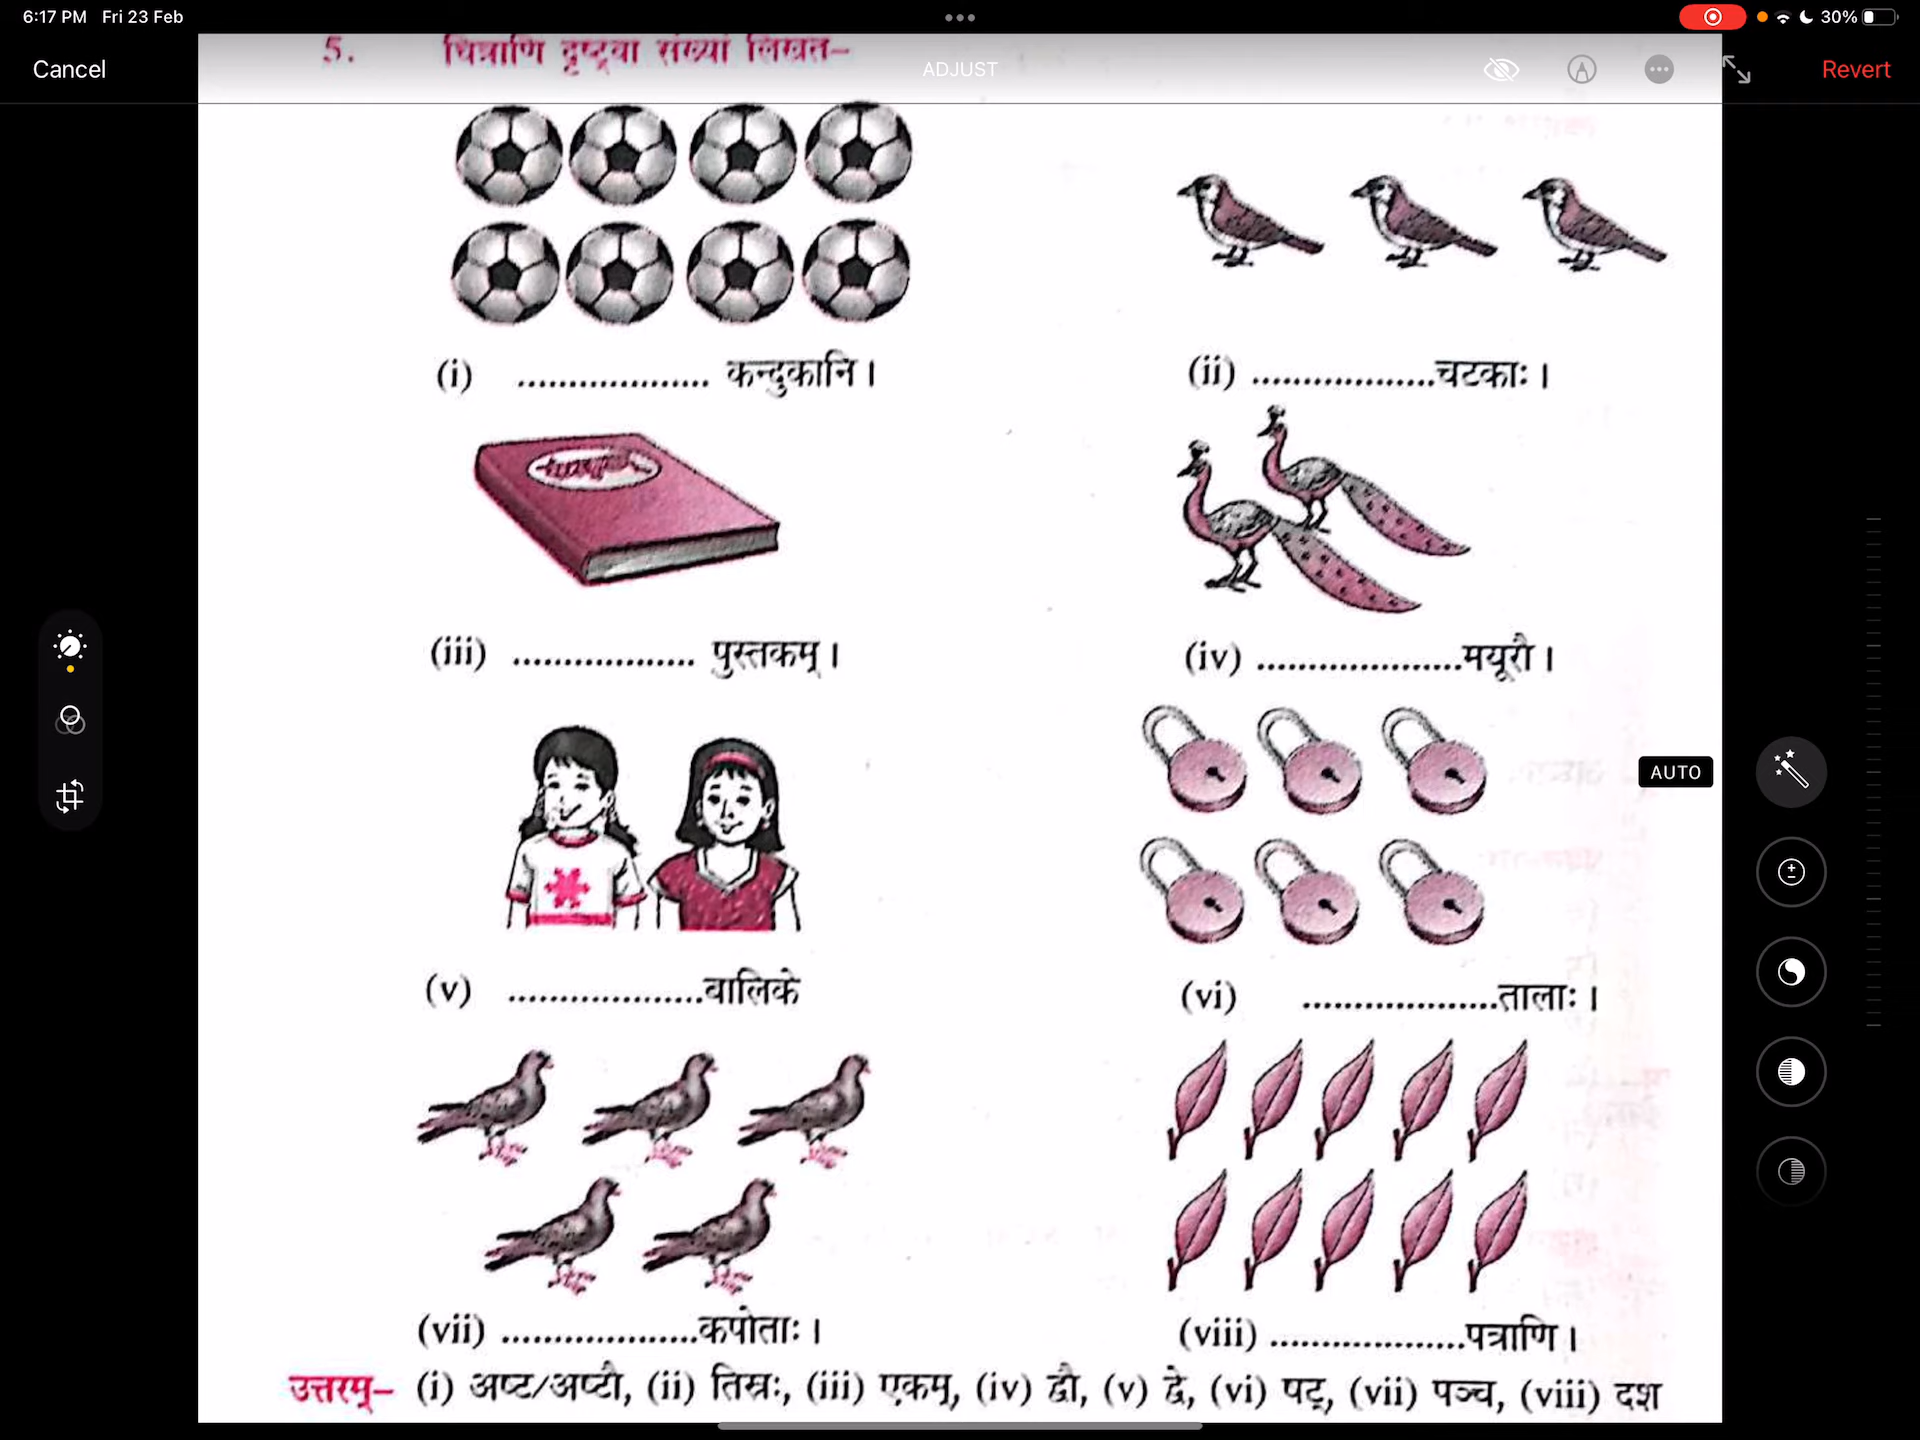 6:17 PM Fri 23 Feb
30%
Cancel
ADJUST
Revert
5. चित्राणि दृष्ट्वा संख्यां लिखत–
(i) ................... कन्दुकानि।
(ii) ..................चटकाः।
(iii) .................. पुस्तकम्।
(iv) ....................मयूरौ।
(v) ...................बालिके
(vi) ...................तालाः।
AUTO
(vii) ...................कपोताः।
(viii) ...................पत्राणि।
उत्तरम्– (i) अष्ट/अष्टौ, (ii) तिस्रः, (iii) एकम्, (iv) द्वौ, (v) द्वे, (vi) षट्, (vii) पञ्च, (viii) दश